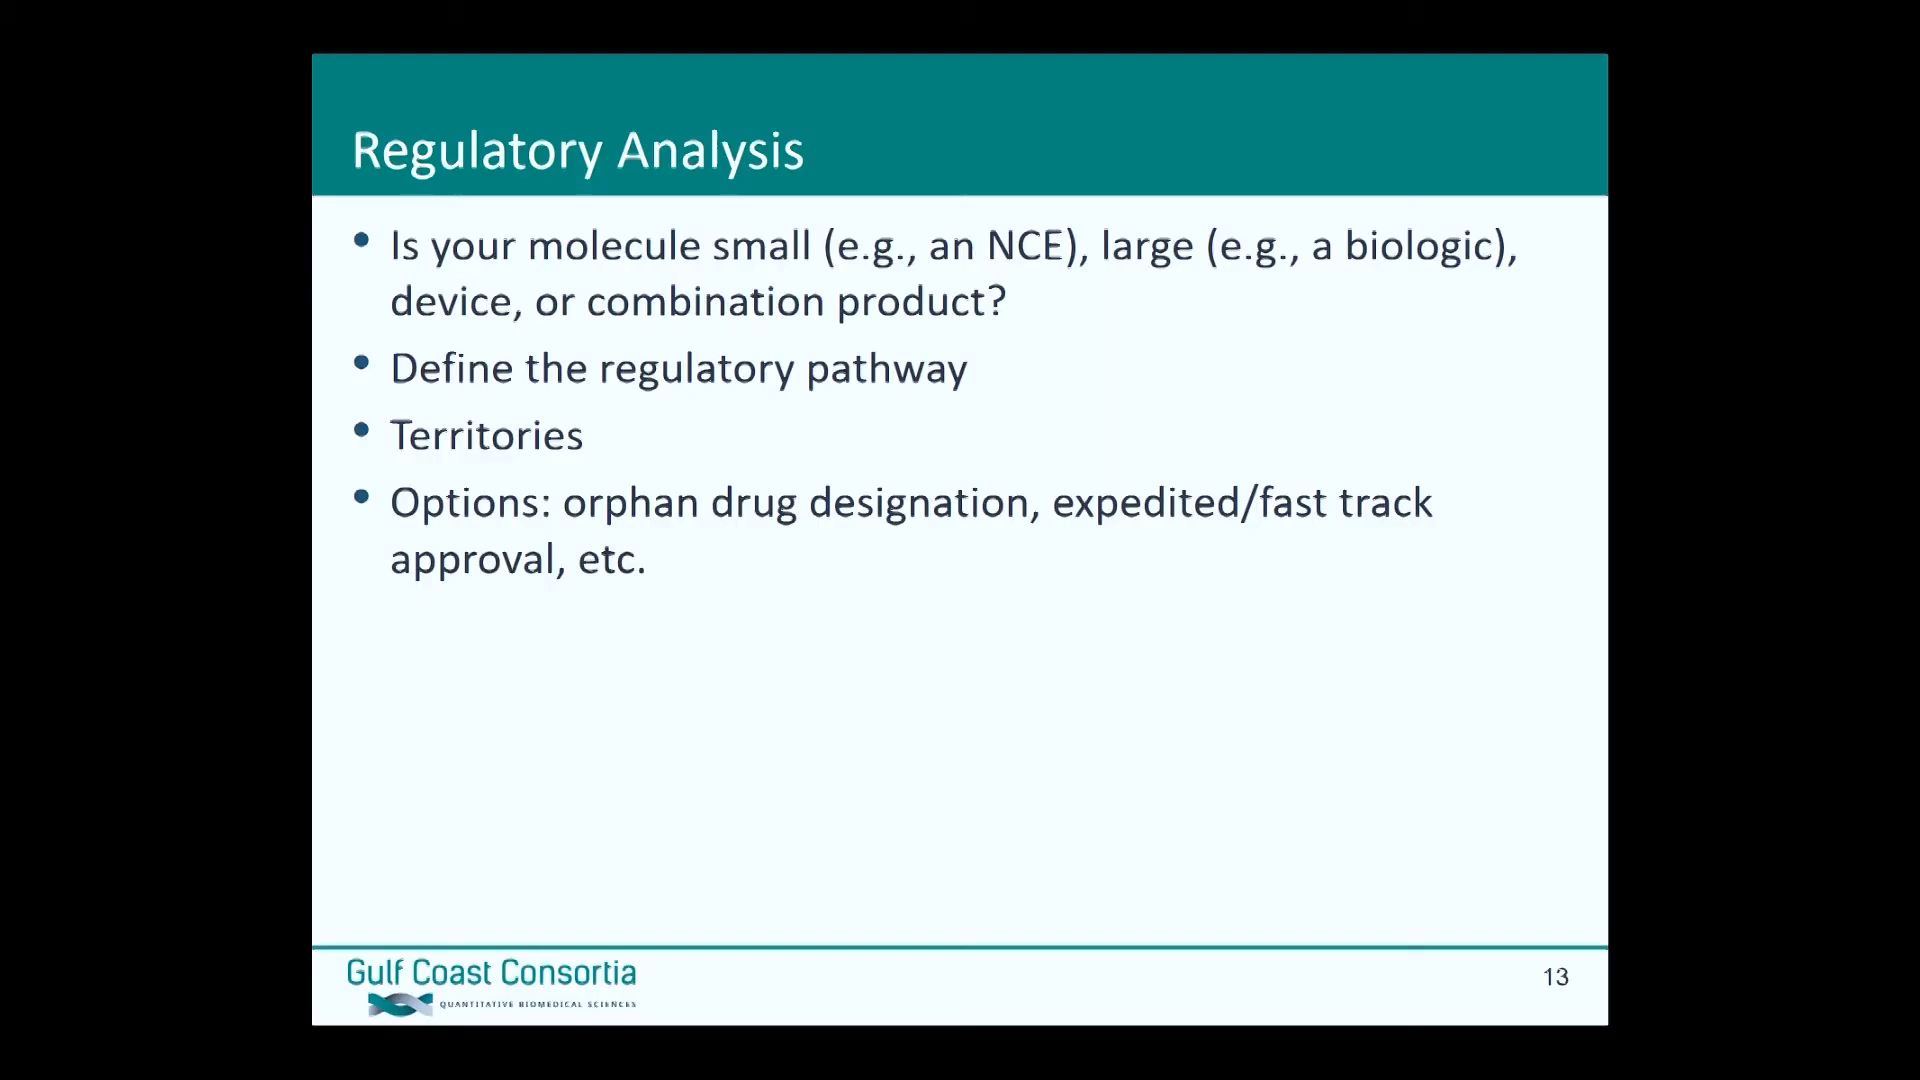 Regulatory Analysis
• Is your molecule small (e.g., an NCE), large (e.g., a biologic),
device, or combination product?
• Define the regulatory pathway
• Territories
• Options: orphan drug designation, expedited/fast track
approval, etc.
Gulf Coast Consortia
QUANTITATIVE BIOMEDICAL SCIENCES
13